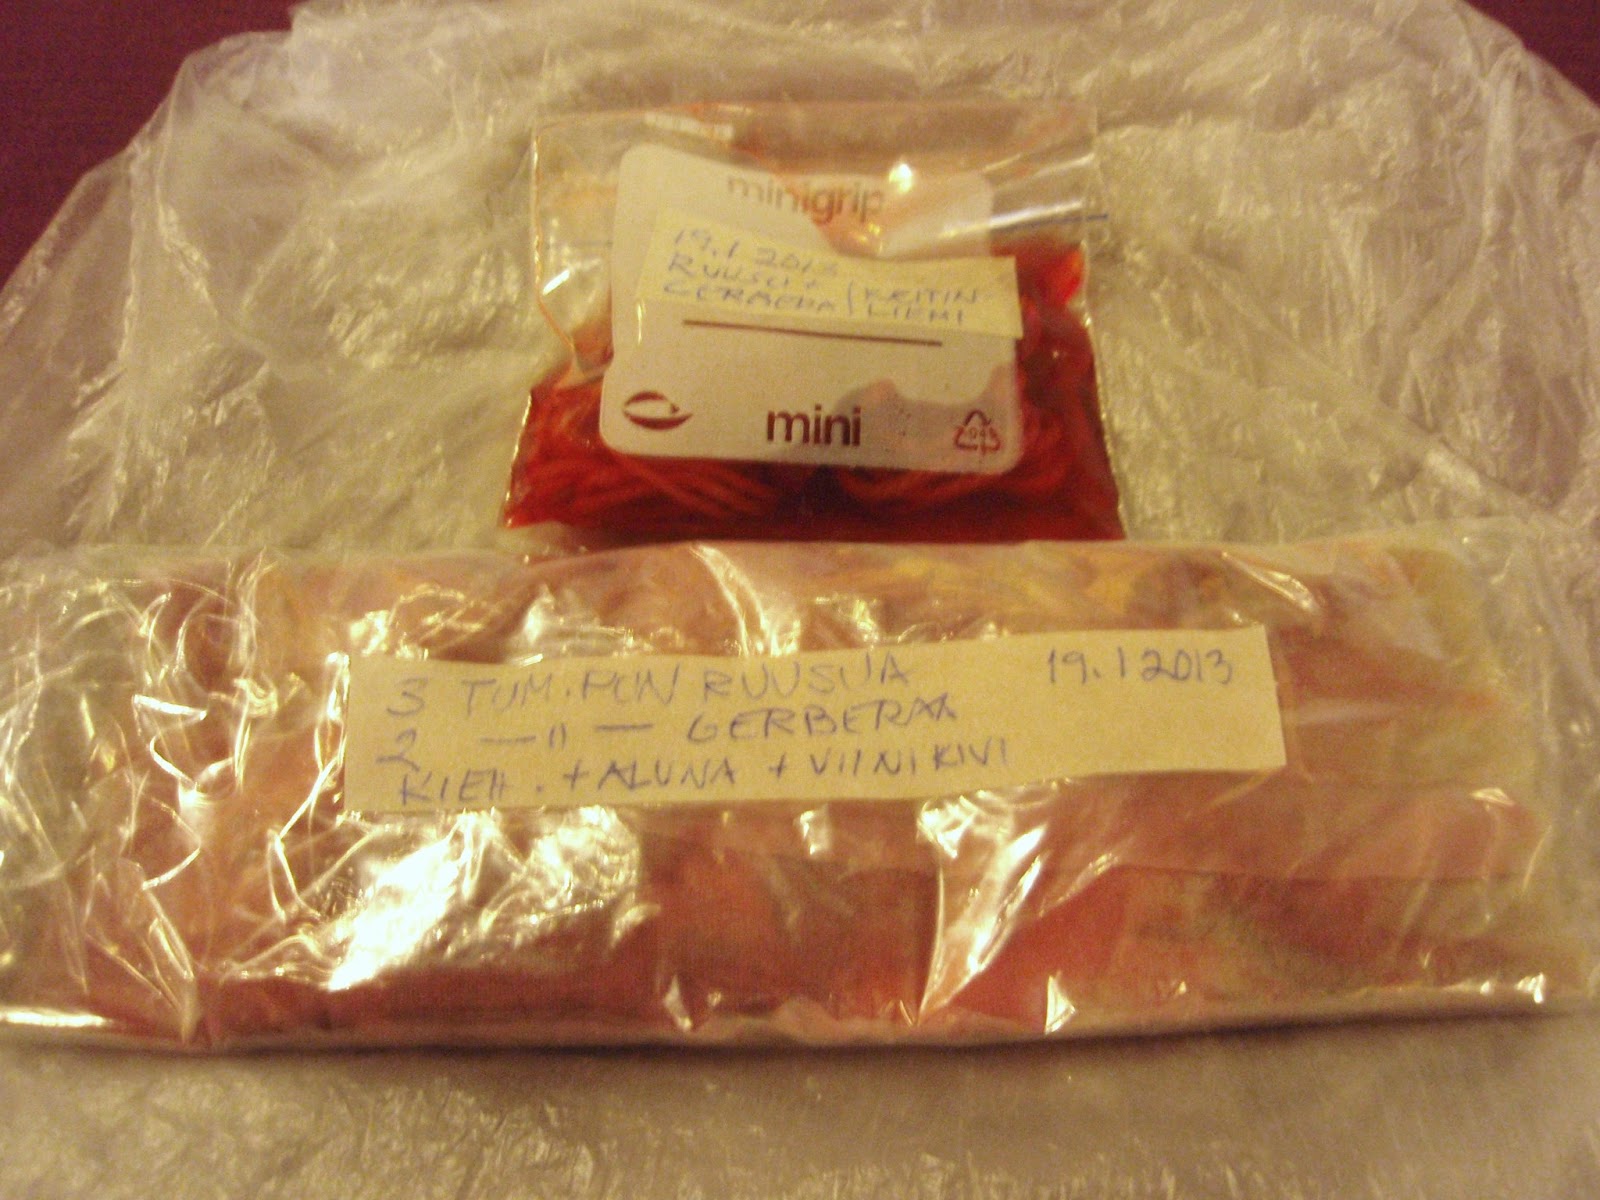 minigrip
19.1 2013
RUUSU +
GERBERA / KEITIN
LIEMI
mini
3 TUM.PUN RUUSUA 19.1 2013
2 —"— GERBERAA
KIEH. + ALUNA + VIINIKIVI